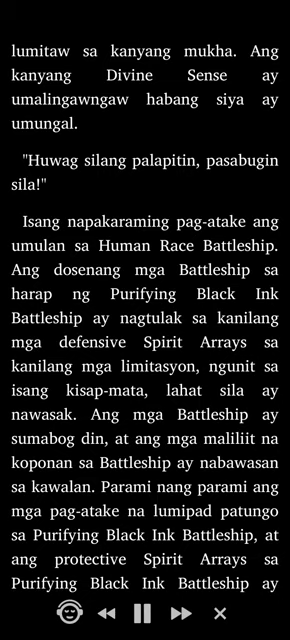 lumitaw sa kanyang mukha. Ang
kanyang Divine Sense ay
umalingawngaw habang siya ay
umungal.
"Huwag silang palapitin, pasabugin
sila!"
Isang napakaraming pag-atake ang
umulan sa Human Race Battleship.
Ang dosenang mga Battleship sa
harap ng Purifying Black Ink
Battleship ay nagtulak sa kanilang
mga defensive Spirit Arrays sa
kanilang mga limitasyon, ngunit sa
isang kisap-mata, lahat sila ay
nawasak. Ang mga Battleship ay
sumabog din, at ang mga maliliit na
koponan sa Battleship ay nabawasan
sa kawalan. Parami nang parami ang
mga pag-atake na lumipad patungo
sa Purifying Black Ink Battleship, at
ang protective Spirit Arrays sa
Purifying Black Ink Battleship ay